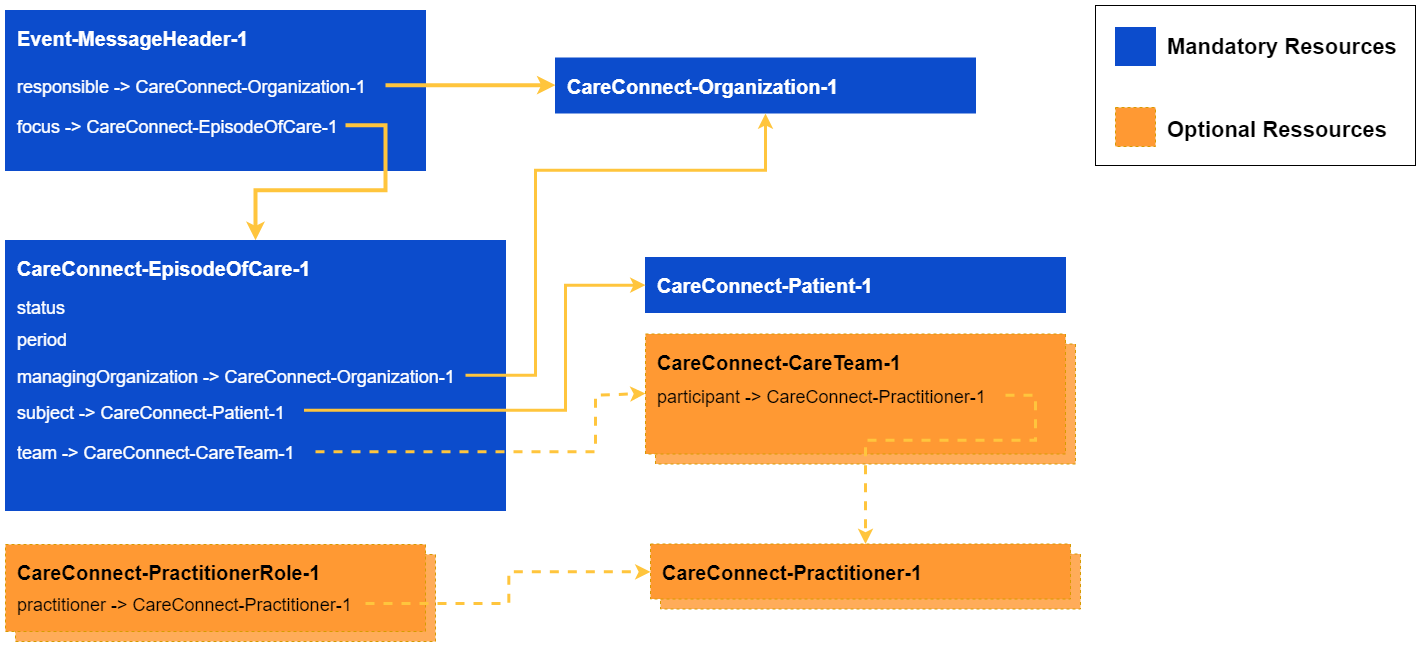 Event-MessageHeader-1
responsible -> CareConnect-Organization-1
focus -> CareConnect-EpisodeOfCare-1
CareConnect-Organization-1
Mandatory Resources
Optional Ressources
CareConnect-EpisodeOfCare-1
status
period
managingOrganization -> CareConnect-Organization-1
subject -> CareConnect-Patient-1
team -> CareConnect-CareTeam-1
CareConnect-Patient-1
CareConnect-CareTeam-1
participant -> CareConnect-Practitioner-1
CareConnect-PractitionerRole-1
practitioner -> CareConnect-Practitioner-1
CareConnect-Practitioner-1